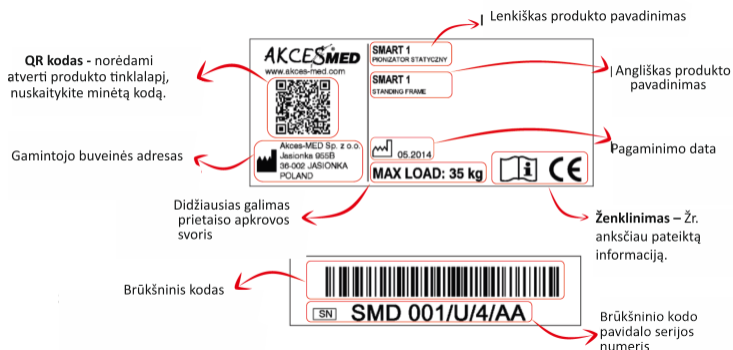 Lenkiškas produkto pavadinimas
QR kodas - norėdami
atverti produkto tinklalapį,
nuskaitykite minėtą kodą.
AKCESMED
www.akces-med.com
SMART 1
PIONIZATOR STATYCZNY
SMART 1
STANDING FRAME
Angliškas produkto
pavadinimas
Gamintojo buveinės adresas
Akces-MED Sp. z o.o.
Jasionka 955B
36-002 JASIONKA
POLAND
05.2014
MAX LOAD: 35 kg
CE
Pagaminimo data
Didžiausias galimas
prietaiso apkrovos
svoris
Ženklinimas – Žr.
anksčiau pateiktą
informaciją.
Brūkšninis kodas
SN SMD 001/U/4/AA
Brūkšninio kodo
pavidalo serijos
numeris